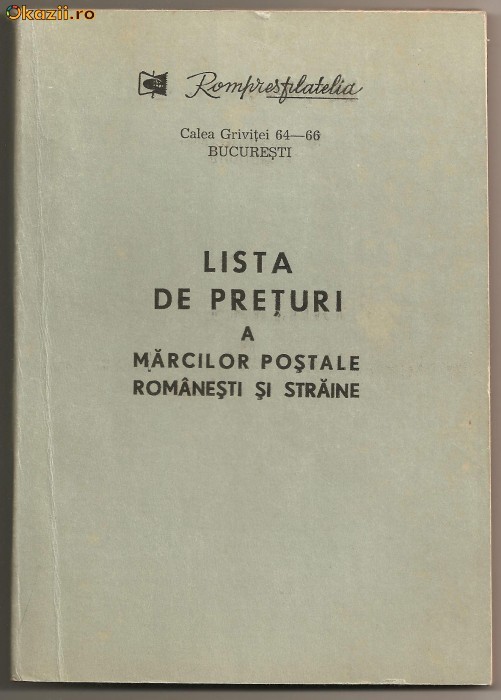 Okazii.ro
Rompresfilatelia
Calea Griviței 64—66
BUCUREȘTI
LISTA
DE PREȚURI
A
MĂRCILOR POȘTALE
ROMÂNEȘTI ȘI STRĂINE